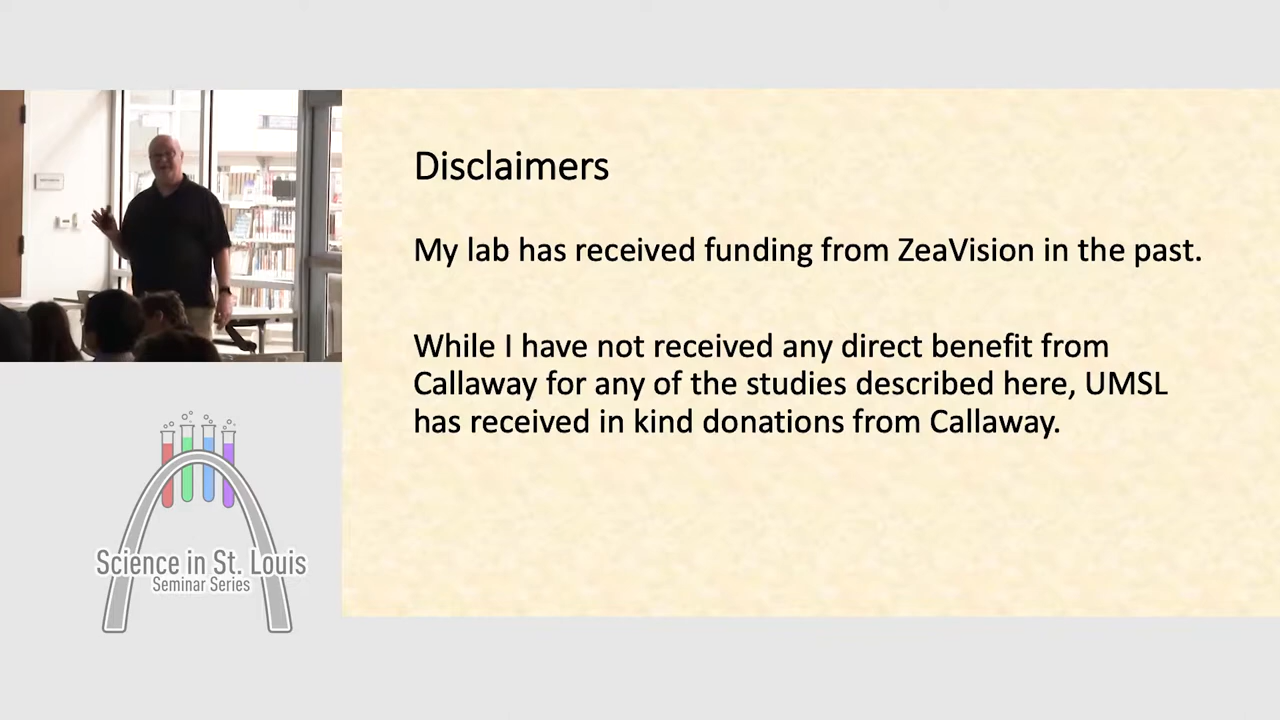 Disclaimers
My lab has received funding from ZeaVision in the past.
While I have not received any direct benefit from
Callaway for any of the studies described here, UMSL
has received in kind donations from Callaway.
Science in St. Louis
Seminar Series